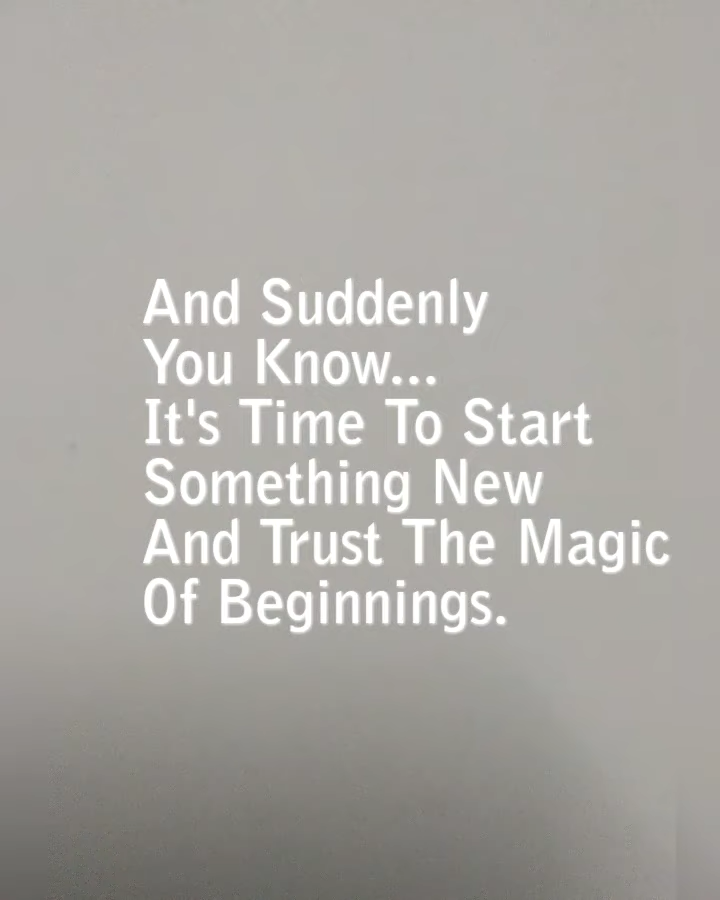 And Suddenly
You Know...
It's Time To Start
Something New
And Trust The Magic
Of Beginnings.